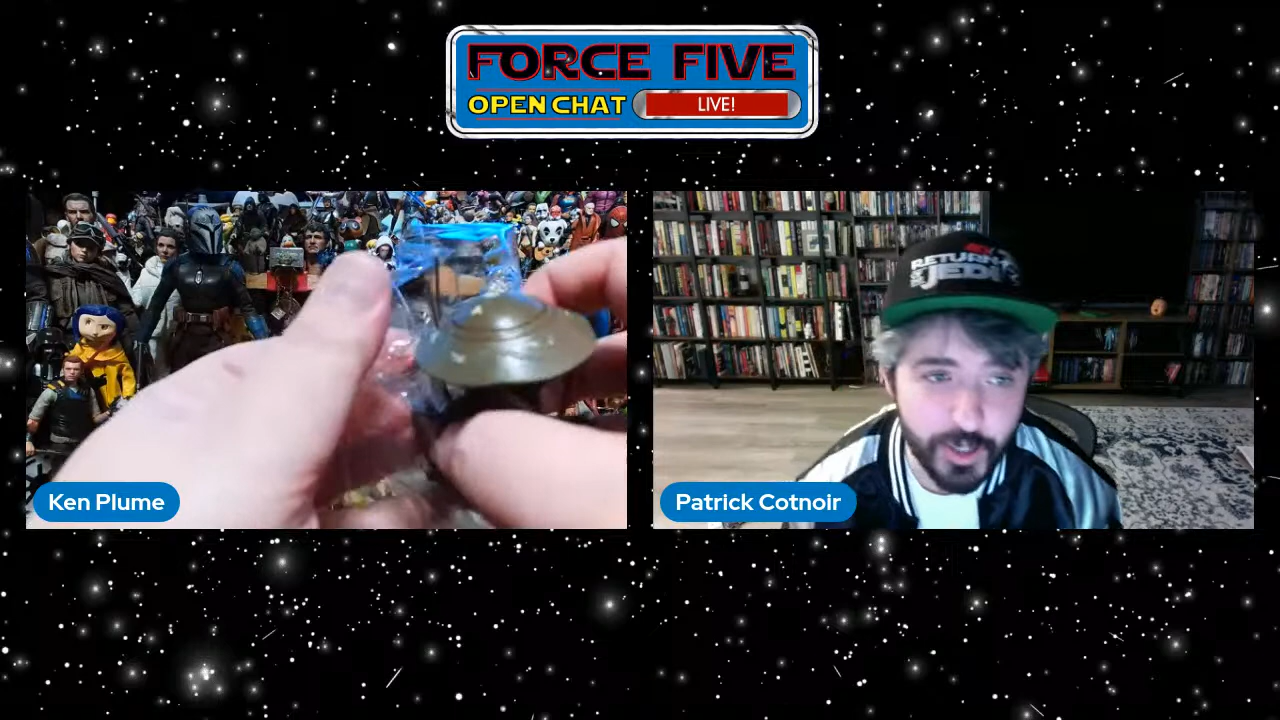 FORCE FIVE
OPEN CHAT LIVE!
RETURN
JEDI
Ken Plume
Patrick Cotnoir